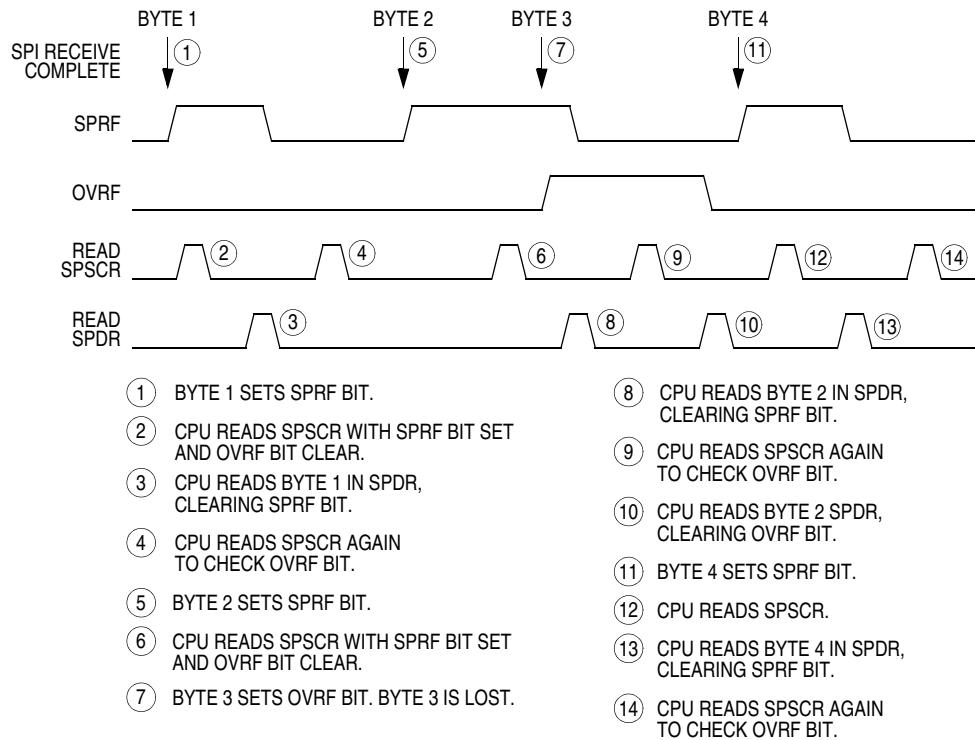 BYTE 1 BYTE 2 BYTE 3 BYTE 4
SPI RECEIVE
COMPLETE
1 5 7 11
SPRF
OVRF
READ
SPSCR
2 4 6 9 12 14
READ
SPDR
3 8 10 13
1 BYTE 1 SETS SPRF BIT.
2 CPU READS SPSCR WITH SPRF BIT SET
AND OVRF BIT CLEAR.
3 CPU READS BYTE 1 IN SPDR,
CLEARING SPRF BIT.
4 CPU READS SPSCR AGAIN
TO CHECK OVRF BIT.
5 BYTE 2 SETS SPRF BIT.
6 CPU READS SPSCR WITH SPRF BIT SET
AND OVRF BIT CLEAR.
7 BYTE 3 SETS OVRF BIT. BYTE 3 IS LOST.
8 CPU READS BYTE 2 IN SPDR,
CLEARING SPRF BIT.
9 CPU READS SPSCR AGAIN
TO CHECK OVRF BIT.
10 CPU READS BYTE 2 SPDR,
CLEARING OVRF BIT.
11 BYTE 4 SETS SPRF BIT.
12 CPU READS SPSCR.
13 CPU READS BYTE 4 IN SPDR,
CLEARING SPRF BIT.
14 CPU READS SPSCR AGAIN
TO CHECK OVRF BIT.